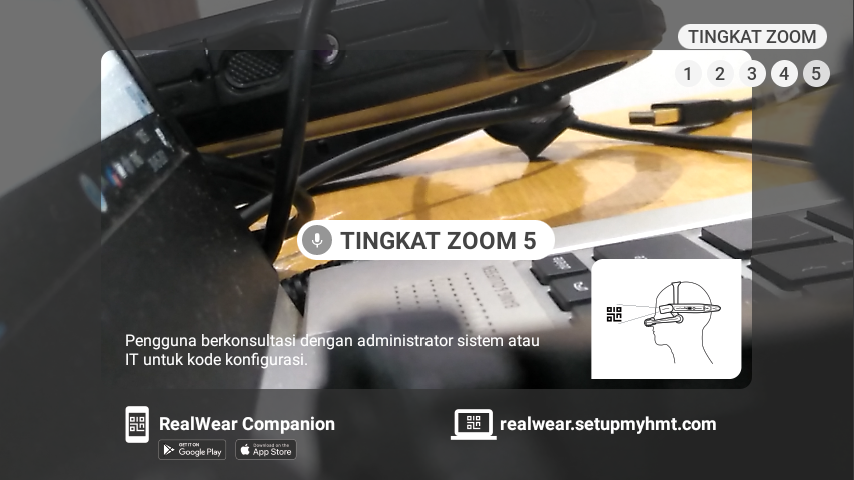 TINGKAT ZOOM
1 2 3 4 5
TINGKAT ZOOM 5
Pengguna berkonsultasi dengan administrator sistem atau
IT untuk kode konfigurasi.
RealWear Companion
realwear.setupmyhmt.com
GET IT ON
Google Play
Download on the
App Store